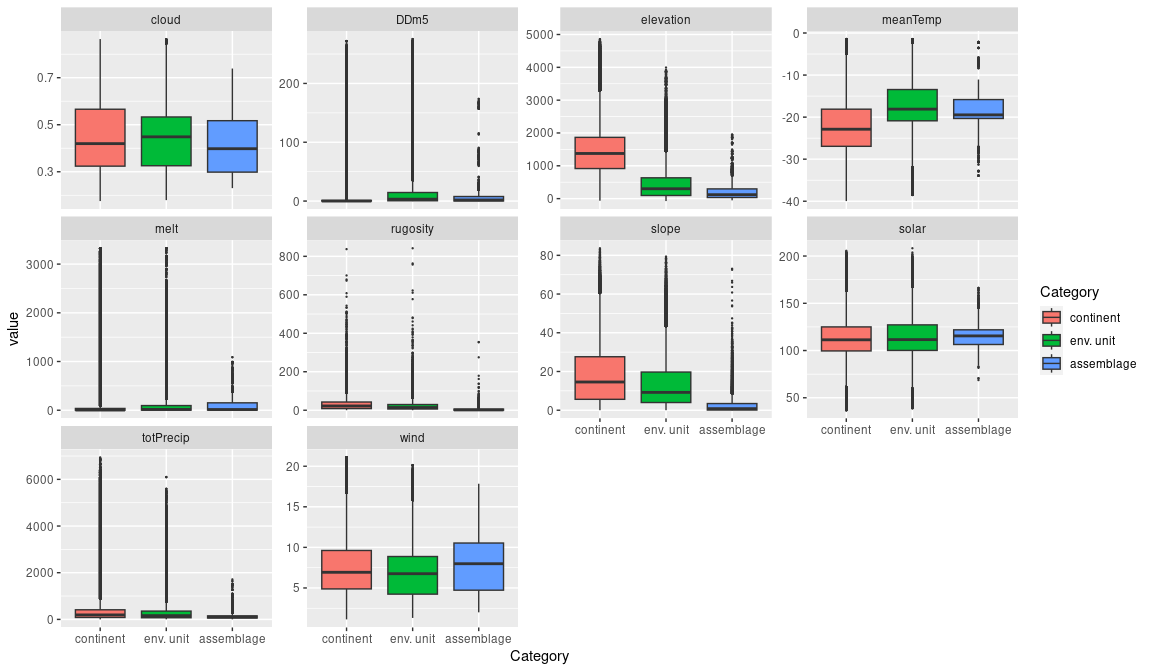 cloud
DDm5
elevation
meanTemp
0.7
0.5
0.3
200
100
0
5000
4000
3000
2000
1000
0
0
-10
-20
-30
-40
melt
rugosity
slope
solar
3000
2000
1000
0
800
600
400
200
0
80
60
40
20
0
200
150
100
50
continent env. unit assemblage
continent env. unit assemblage
totPrecip
wind
6000
4000
2000
0
20
15
10
5
continent env. unit assemblage
continent env. unit assemblage
Category
value
Category
continent
env. unit
assemblage